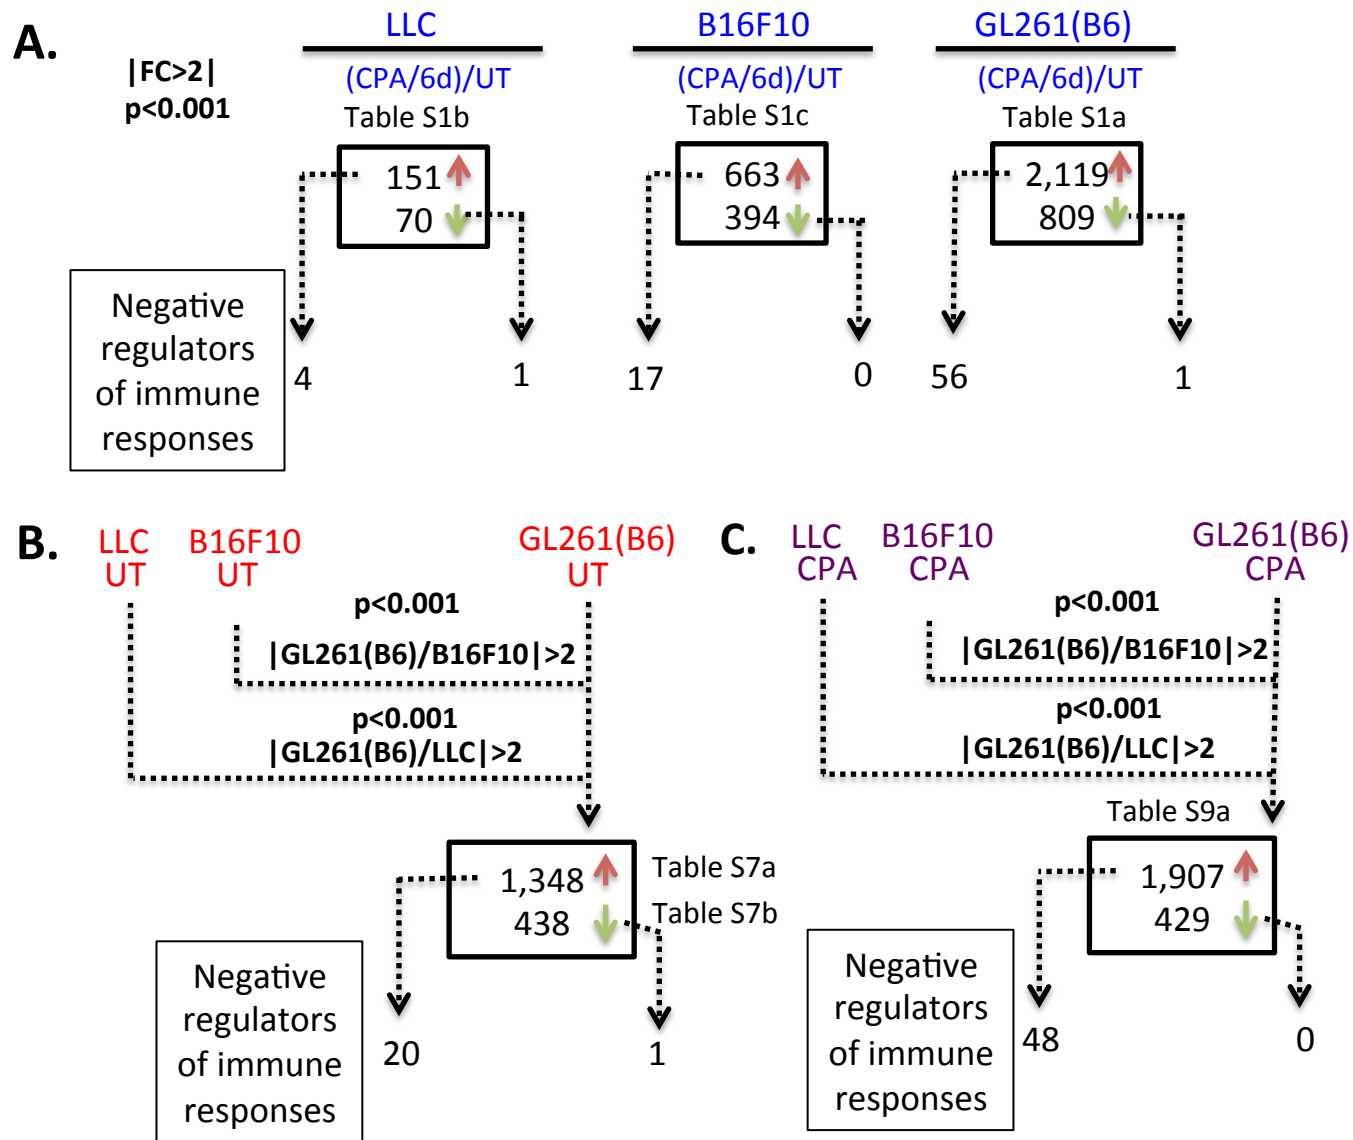 A.
LLC
B16F10
GL261(B6)
|FC>2|
p<0.001
(CPA/6d)/UT
(CPA/6d)/UT
(CPA/6d)/UT
Table S1b
Table S1c
Table S1a
151
70
663
394
2,119
809
Negative
regulators
of immune
responses
4
1
17
0
56
1
B.
LLC
UT
B16F10
UT
GL261(B6)
UT
p<0.001
|GL261(B6)/B16F10|>2
p<0.001
|GL261(B6)/LLC|>2
1,348
438
Table S7a
Table S7b
Negative
regulators
of immune
responses
20
1
C.
LLC
CPA
B16F10
CPA
GL261(B6)
CPA
p<0.001
|GL261(B6)/B16F10|>2
p<0.001
|GL261(B6)/LLC|>2
Table S9a
1,907
429
Negative
regulators
of immune
responses
48
0